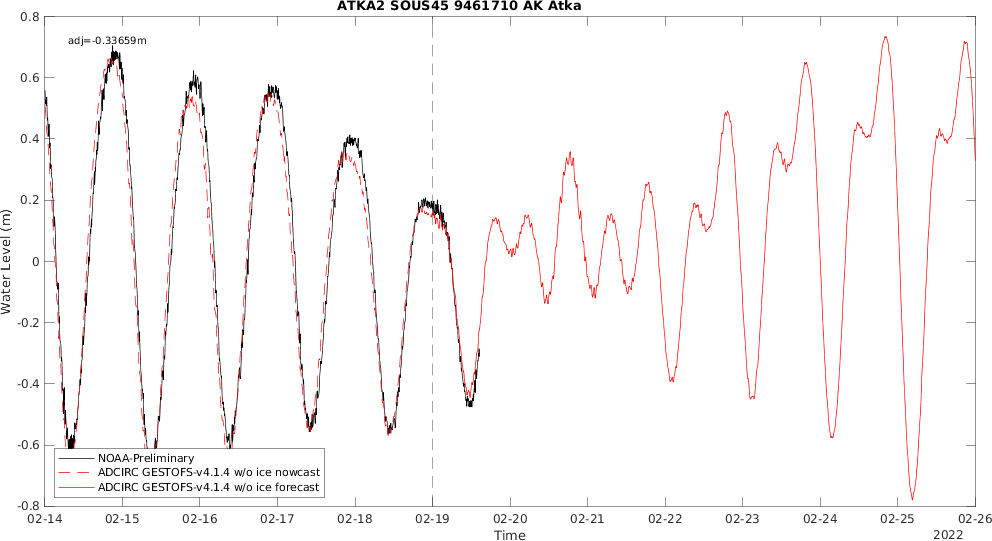 ATKA2 SOUS45 9461710 AK Atka
adj=-0.33659m
0.8
0.6
0.4
0.2
0
-0.2
-0.4
-0.6
-0.8
Water Level (m)
NOAA-Preliminary
ADCIRC GESTOFS-v4.1.4 w/o ice nowcast
ADCIRC GESTOFS-v4.1.4 w/o ice forecast
02-14 02-15 02-16 02-17 02-18 02-19 02-20 02-21 02-22 02-23 02-24 02-25 02-26
Time
2022